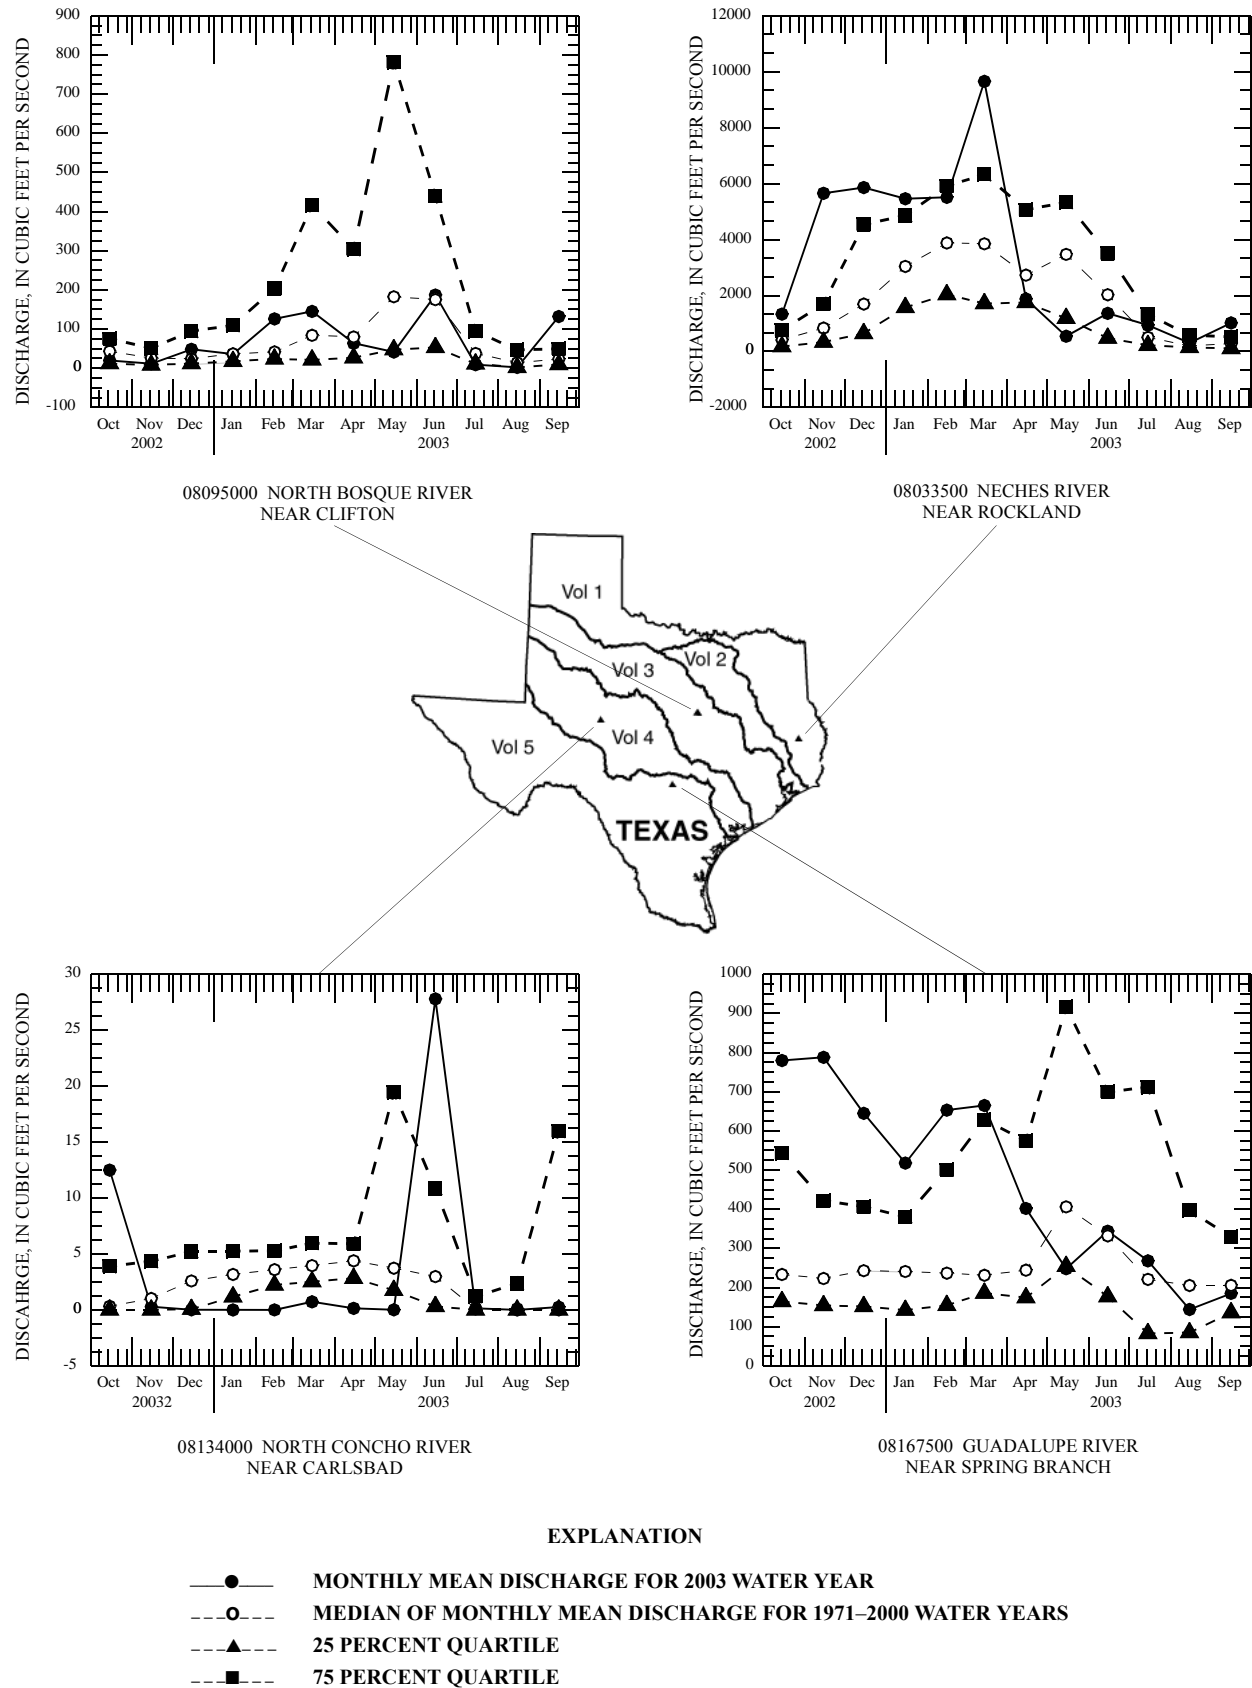 DISCHARGE, IN CUBIC FEET PER SECOND
900
800
700
600
500
400
300
200
100
0
-100
Oct Nov Dec Jan Feb Mar Apr May Jun Jul Aug Sep
2002 2003
08095000 NORTH BOSQUE RIVER
NEAR CLIFTON
DISCHARGE, IN CUBIC FEET PER SECOND
12000
10000
8000
6000
4000
2000
0
-2000
Oct Nov Dec Jan Feb Mar Apr May Jun Jul Aug Sep
2002 2003
08033500 NECHES RIVER
NEAR ROCKLAND
Vol 1
Vol 2
Vol 3
Vol 4
Vol 5
TEXAS
DISCAHRGE, IN CUBIC FEET PER SECOND
30
25
20
15
10
5
0
-5
Oct Nov Dec Jan Feb Mar Apr May Jun Jul Aug Sep
20032 2003
08134000 NORTH CONCHO RIVER
NEAR CARLSBAD
DISCHARGE, IN CUBIC FEET PER SECOND
1000
900
800
700
600
500
400
300
200
100
0
Oct Nov Dec Jan Feb Mar Apr May Jun Jul Aug Sep
2002 2003
08167500 GUADALUPE RIVER
NEAR SPRING BRANCH
EXPLANATION
MONTHLY MEAN DISCHARGE FOR 2003 WATER YEAR
MEDIAN OF MONTHLY MEAN DISCHARGE FOR 1971–2000 WATER YEARS
25 PERCENT QUARTILE
75 PERCENT QUARTILE